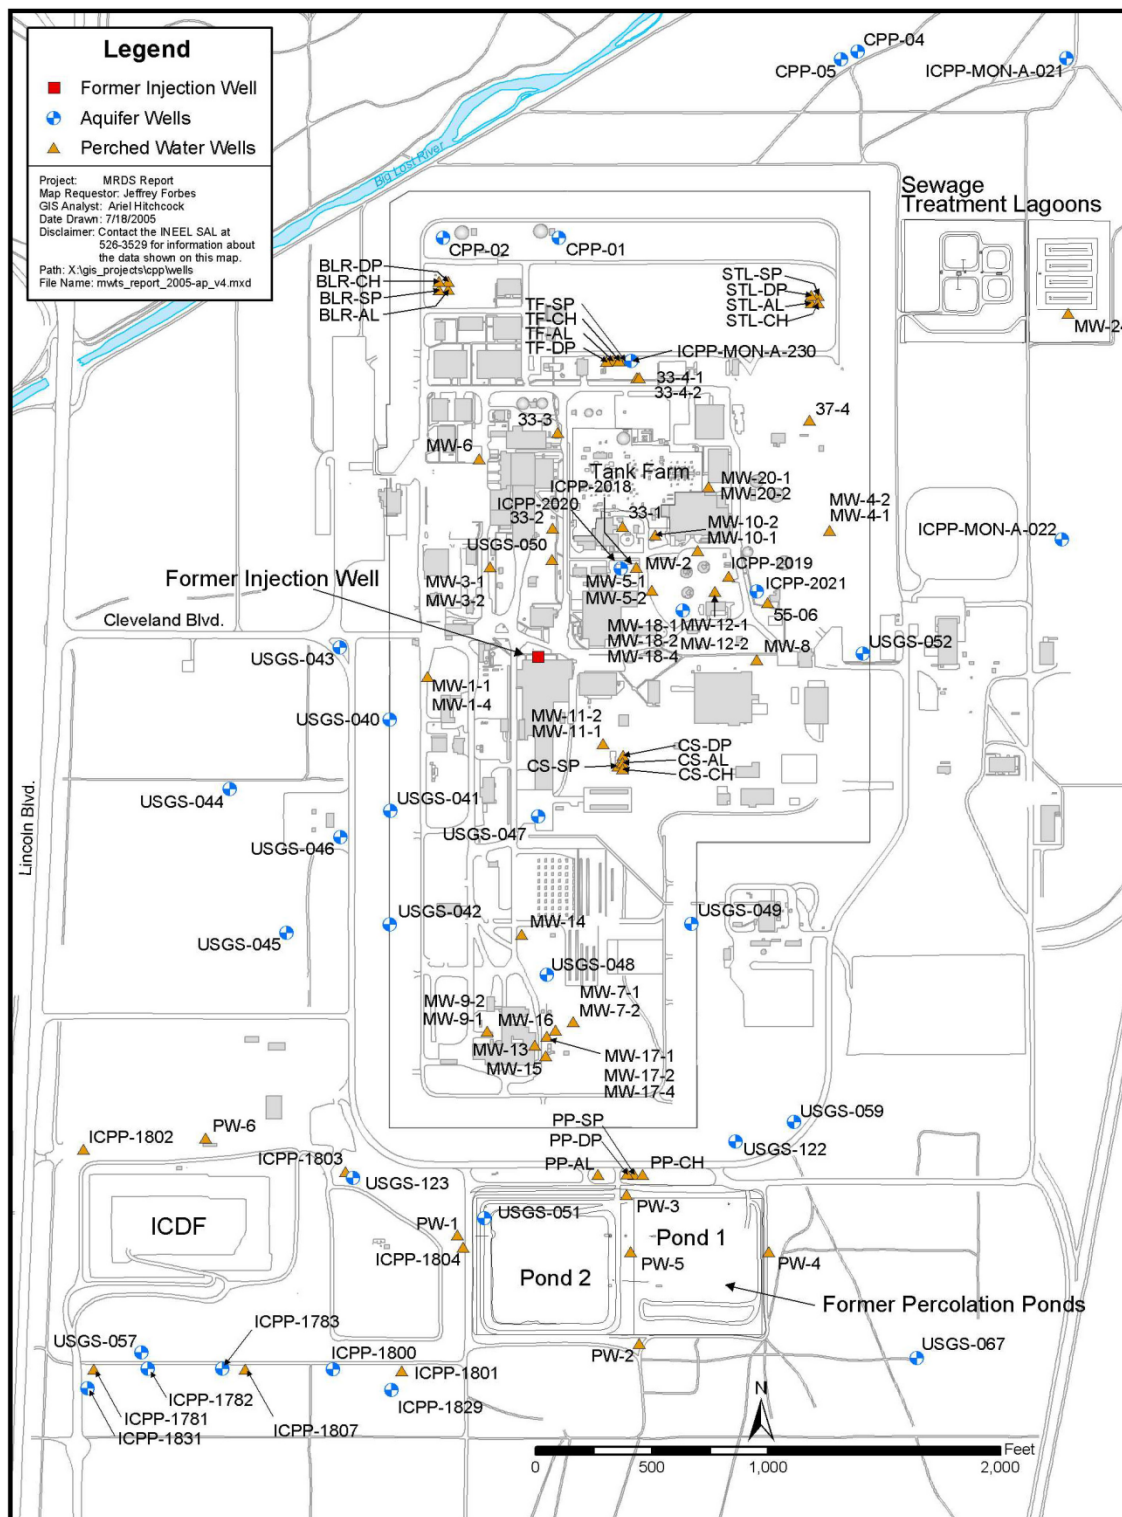 Legend
Former Injection Well
Aquifer Wells
Perched Water Wells
Project: MRDS Report
Map Requestor: Jeffrey Forbes
GIS Analyst: Ariel Hitchcock
Date Drawn: 7/18/2005
Disclaimer: Contact the INEEL SAL at
526-3529 for information about
the data shown on this map.
Path: X:\gis_projects\cpp\wells
File Name: mwts_report_2005-ap_v4.mxd
CPP-04
CPP-05
ICPP-MON-A-021
Big Lost River
Sewage
Treatment Lagoons
CPP-02
CPP-01
BLR-DP
BLR-CH
BLR-SP
BLR-AL
STL-SP
STL-DP
STL-AL
STL-CH
TF-SP
TF-CH
TF-AL
TF-DP
MW-24
ICPP-MON-A-230
33-4-1
33-4-2
37-4
33-3
MW-6
Tank Farm
ICPP-2018
MW-20-1
MW-20-2
ICPP-2020
33-1
33-2
MW-10-2
MW-10-1
MW-4-2
MW-4-1
ICPP-MON-A-022
USGS-050
MW-2
ICPP-2019
Former Injection Well
MW-3-1
MW-3-2
MW-5-1
MW-5-2
ICPP-2021
55-06
Cleveland Blvd.
MW-18-1
MW-18-2
MW-18-4
MW-12-1
MW-12-2
MW-8
USGS-052
USGS-043
MW-1-1
MW-1-4
USGS-040
MW-11-2
MW-11-1
CS-DP
CS-AL
CS-SP
CS-CH
Lincoln Blvd.
USGS-044
USGS-041
USGS-047
USGS-046
USGS-042
USGS-049
MW-14
USGS-045
USGS-048
MW-9-2
MW-9-1
MW-7-1
MW-7-2
MW-16
MW-13
MW-15
MW-17-1
MW-17-2
MW-17-4
PP-SP
PP-DP
USGS-059
USGS-122
ICPP-1802
PW-6
ICPP-1803
PP-AL
PP-CH
USGS-123
PW-3
USGS-051
ICDF
PW-1
ICPP-1804
Pond 1
Pond 2
PW-5
PW-4
Former Percolation Ponds
ICPP-1783
USGS-057
ICPP-1800
PW-2
USGS-067
ICPP-1801
ICPP-1782
ICPP-1829
ICPP-1781
ICPP-1807
ICPP-1831
N
Feet
0 500 1,000 2,000